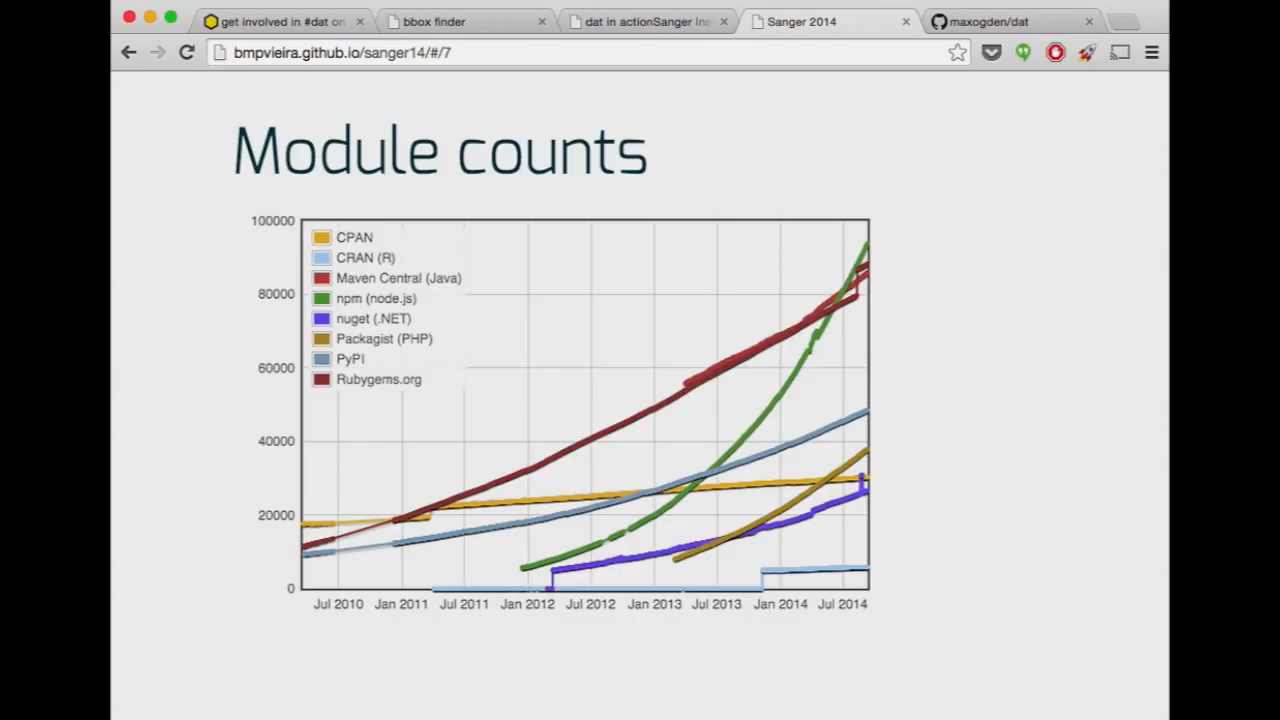 get involved in #dat on
bbox finder
dat in actionSanger Ins
Sanger 2014
maxogden/dat
bmpvieira.github.io/sanger14/#/7
Module counts
100000
80000
60000
40000
20000
0
CPAN
CRAN (R)
Maven Central (Java)
npm (node.js)
nuget (.NET)
Packagist (PHP)
PyPI
Rubygems.org
Jul 2010 Jan 2011 Jul 2011 Jan 2012 Jul 2012 Jan 2013 Jul 2013 Jan 2014 Jul 2014